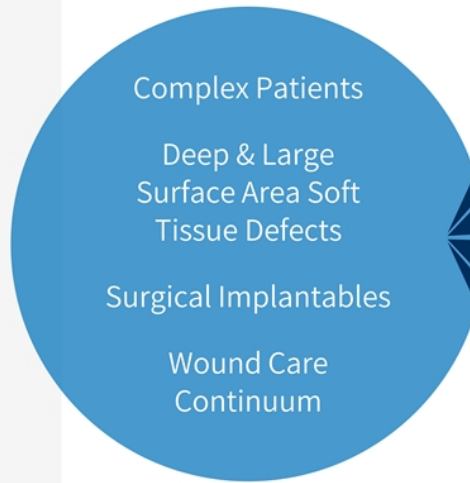 Complex Patients
Deep & Large
Surface Area Soft
Tissue Defects
Surgical Implantables
Wound Care
Continuum